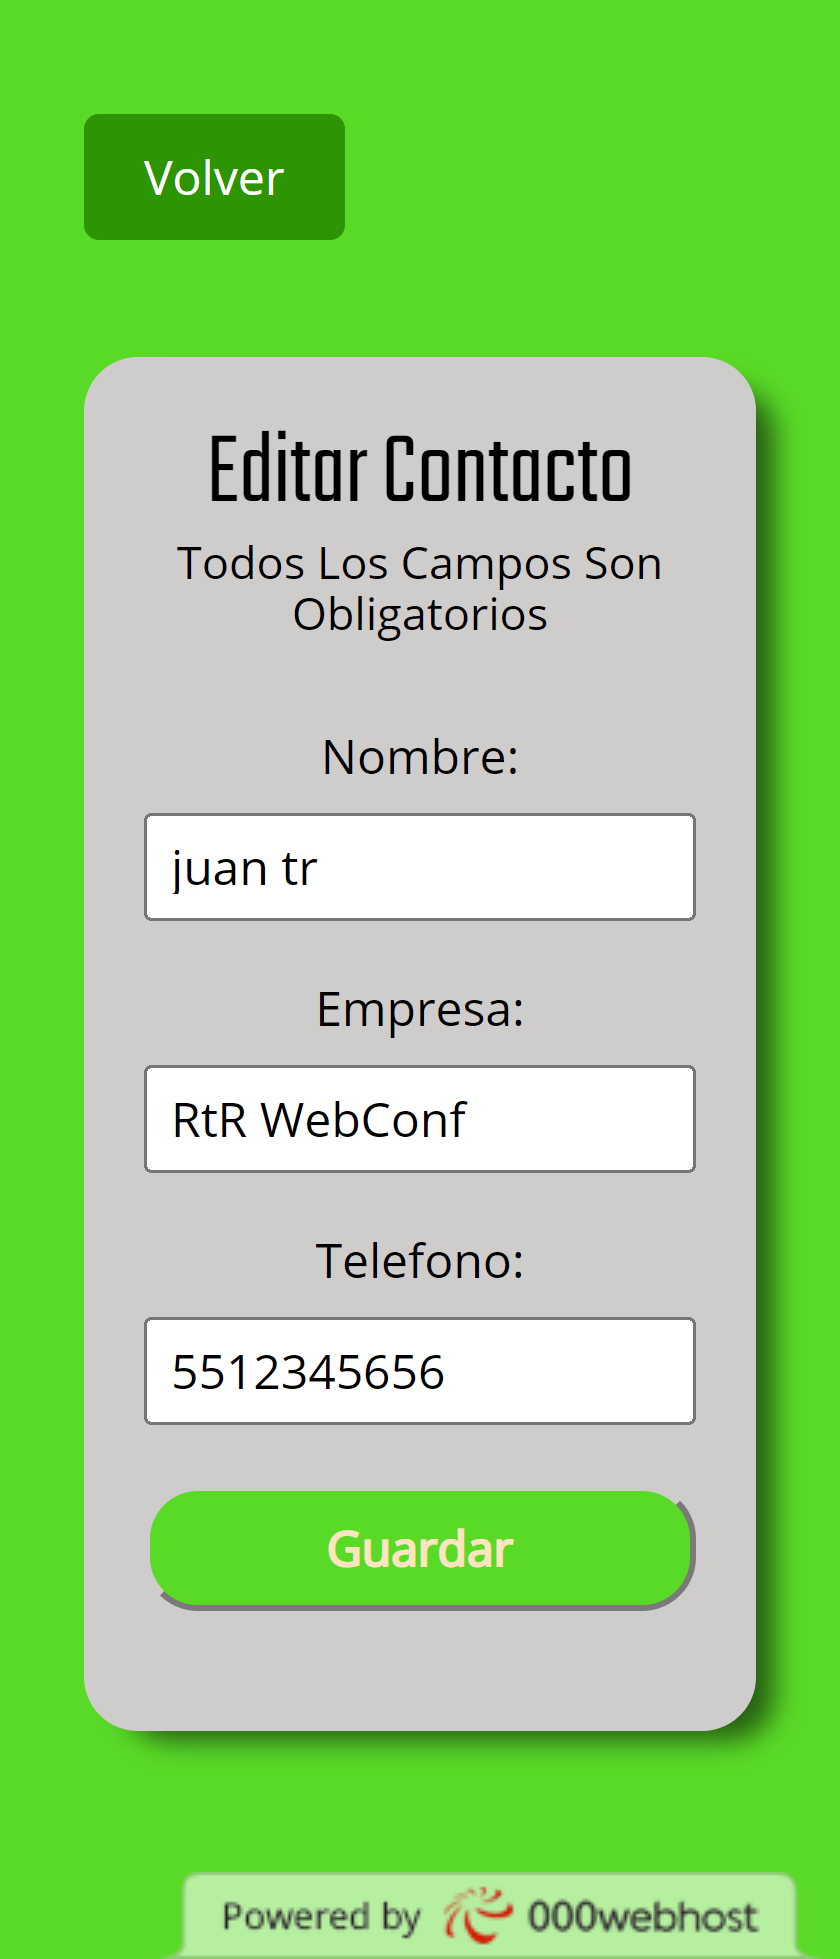 Volver
Editar Contacto
Todos Los Campos Son
Obligatorios
Nombre:
juan tr
Empresa:
RtR WebConf
Telefono:
5512345656
Guardar
Powered by 000webhost